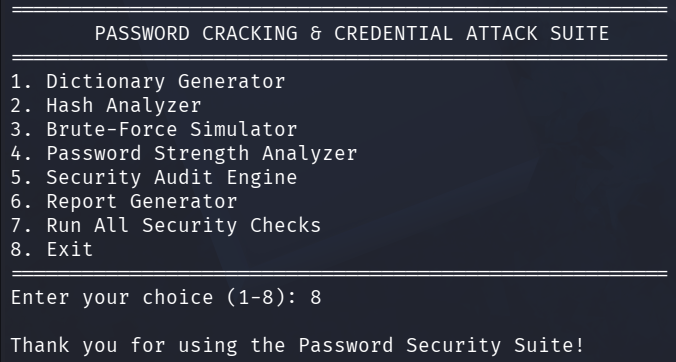 PASSWORD CRACKING & CREDENTIAL ATTACK SUITE
1. Dictionary Generator
2. Hash Analyzer
3. Brute-Force Simulator
4. Password Strength Analyzer
5. Security Audit Engine
6. Report Generator
7. Run All Security Checks
8. Exit
Enter your choice (1-8): 8
Thank you for using the Password Security Suite!